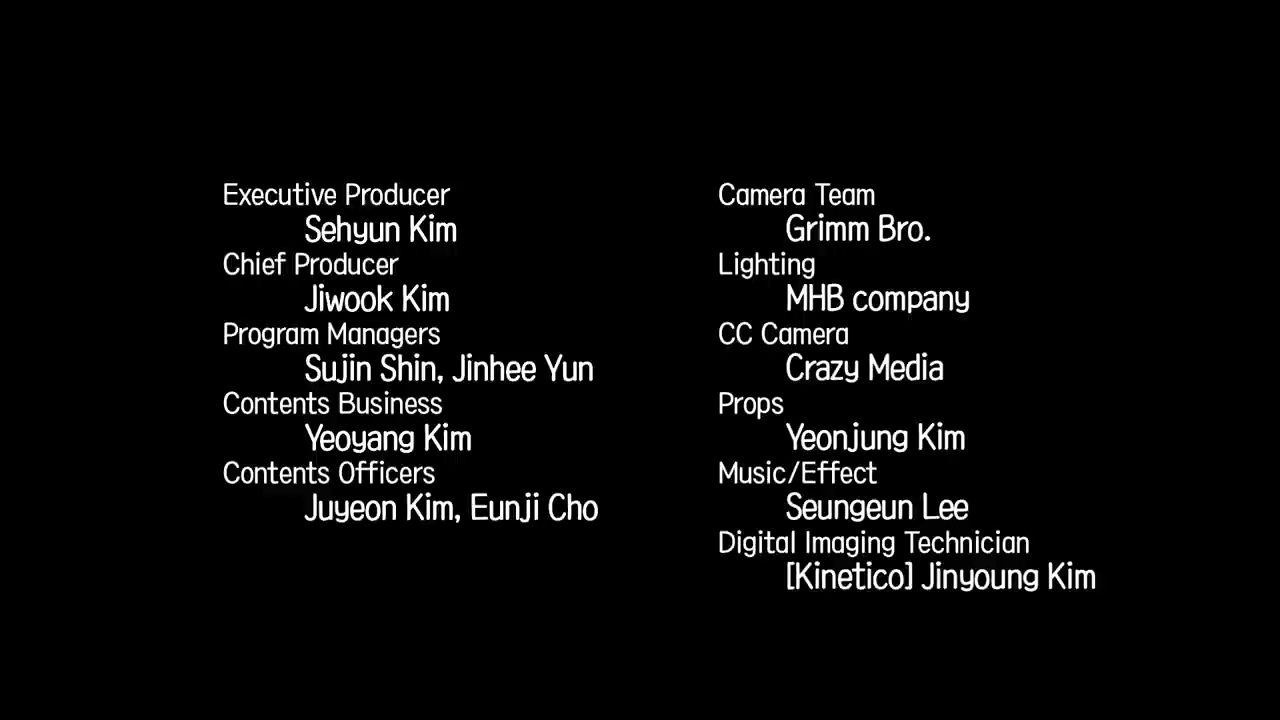 Executive Producer
Sehyun Kim
Chief Producer
Jiwook Kim
Program Managers
Sujin Shin, Jinhee Yun
Contents Business
Yeoyang Kim
Contents Officers
Juyeon Kim, Eunji Cho
Camera Team
Grimm Bro.
Lighting
MHB company
CC Camera
Crazy Media
Props
Yeonjung Kim
Music/Effect
Seungeun Lee
Digital Imaging Technician
[Kinetico] Jinyoung Kim